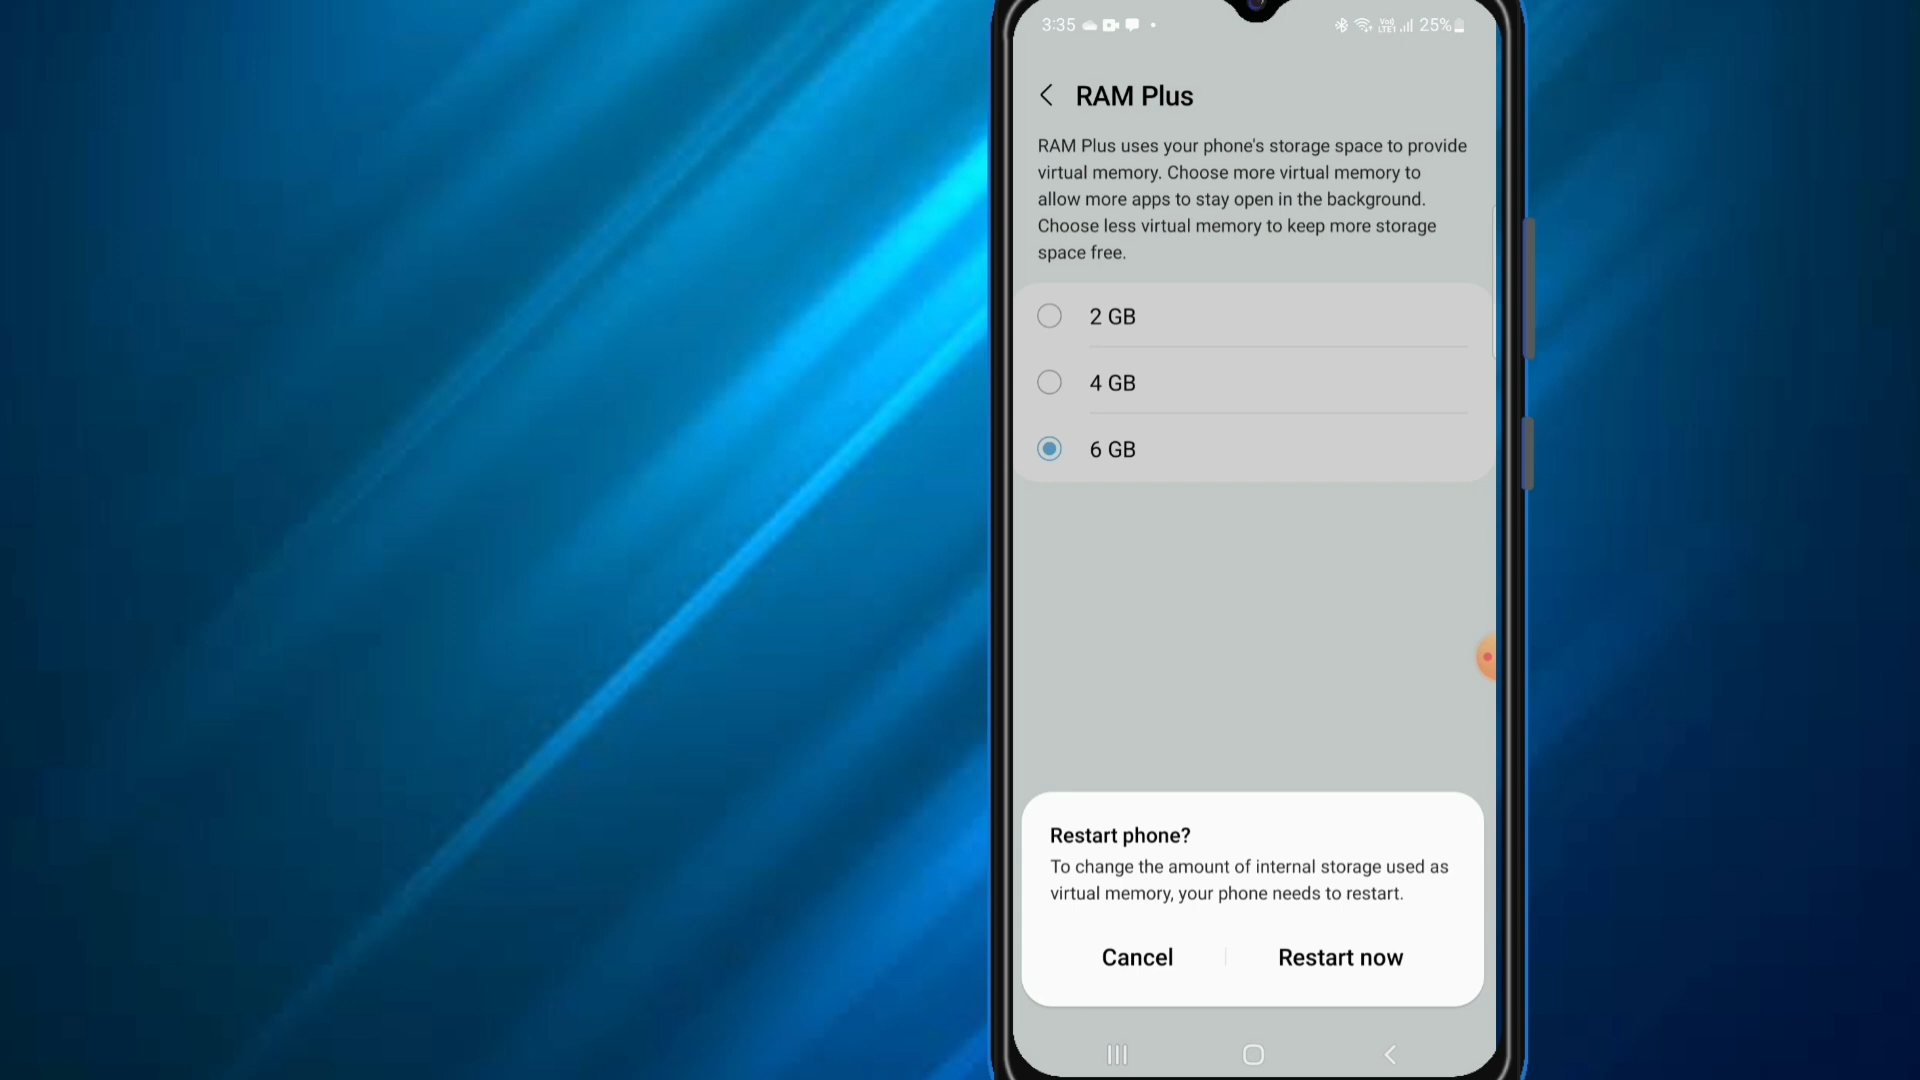 3:35
Vo)) LTE1 25%
RAM Plus
RAM Plus uses your phone's storage space to provide
virtual memory. Choose more virtual memory to
allow more apps to stay open in the background.
Choose less virtual memory to keep more storage
space free.
2 GB
4 GB
6 GB
Restart phone?
To change the amount of internal storage used as
virtual memory, your phone needs to restart.
Cancel
Restart now